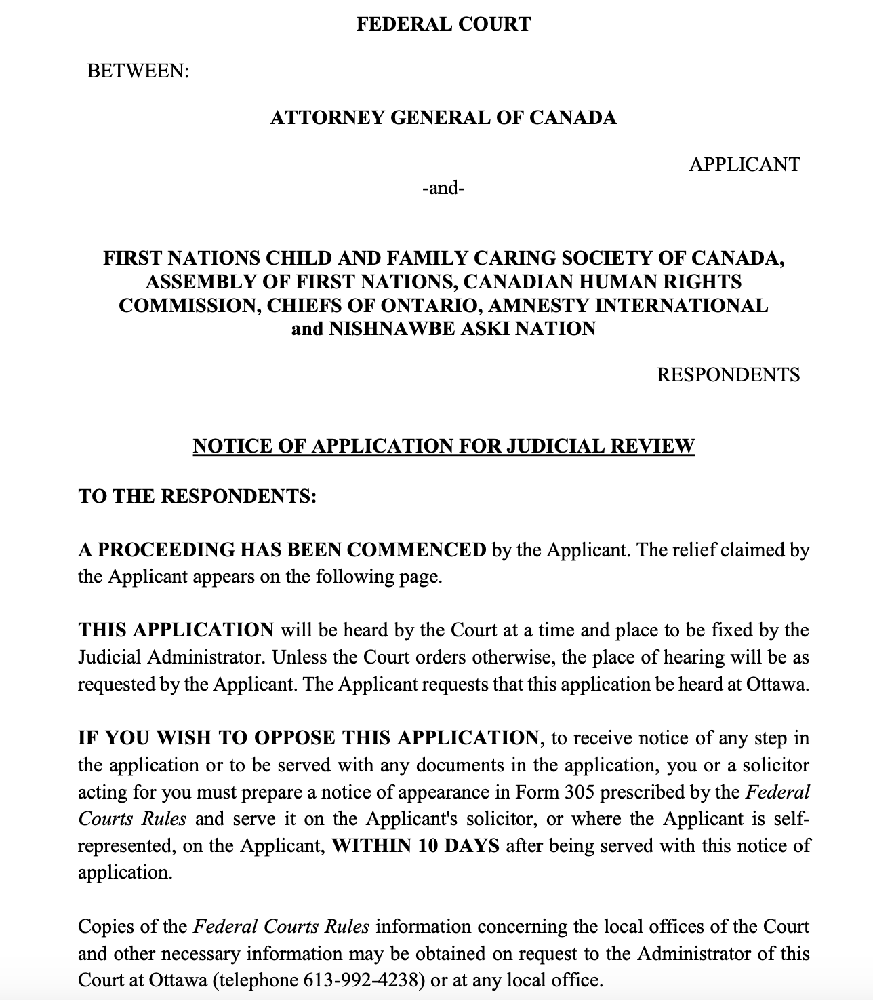 FEDERAL COURT
BETWEEN:
ATTORNEY GENERAL OF CANADA
APPLICANT
-and-
FIRST NATIONS CHILD AND FAMILY CARING SOCIETY OF CANADA,
ASSEMBLY OF FIRST NATIONS, CANADIAN HUMAN RIGHTS
COMMISSION, CHIEFS OF ONTARIO, AMNESTY INTERNATIONAL
and NISHNAWBE ASKI NATION
RESPONDENTS
NOTICE OF APPLICATION FOR JUDICIAL REVIEW
TO THE RESPONDENTS:
A PROCEEDING HAS BEEN COMMENCED by the Applicant. The relief claimed by
the Applicant appears on the following page.
THIS APPLICATION will be heard by the Court at a time and place to be fixed by the
Judicial Administrator. Unless the Court orders otherwise, the place of hearing will be as
requested by the Applicant. The Applicant requests that this application be heard at Ottawa.
IF YOU WISH TO OPPOSE THIS APPLICATION, to receive notice of any step in
the application or to be served with any documents in the application, you or a solicitor
acting for you must prepare a notice of appearance in Form 305 prescribed by the Federal
Courts Rules and serve it on the Applicant's solicitor, or where the Applicant is self-
represented, on the Applicant, WITHIN 10 DAYS after being served with this notice of
application.
Copies of the Federal Courts Rules information concerning the local offices of the Court
and other necessary information may be obtained on request to the Administrator of this
Court at Ottawa (telephone 613-992-4238) or at any local office.